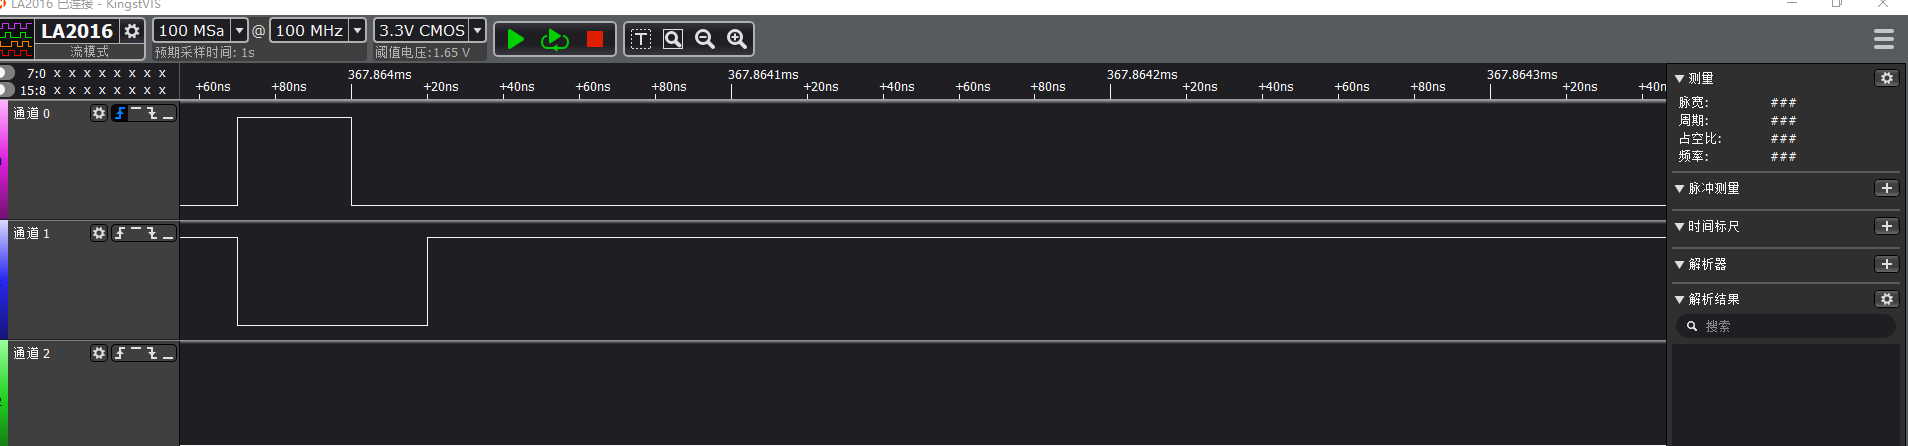 LA2016 已连接 - KingstVIS
LA2016 100 MSa @ 100 MHz 3.3V CMOS
流模式 预期采样时间: 1s 阈值电压:1.65 V
7:0 x x x x x x x x
15:8 x x x x x x x x
367.864ms 367.8641ms 367.8642ms 367.8643ms
+60ns +80ns +20ns +40ns +60ns +80ns +20ns +40ns +60ns +80ns +20ns +40ns +60ns +80ns +20ns +40n
通道 0
通道 1
通道 2
测量
脉宽: ###
周期: ###
占空比: ###
频率: ###
脉冲测量
时间标尺
解析器
解析结果
搜索